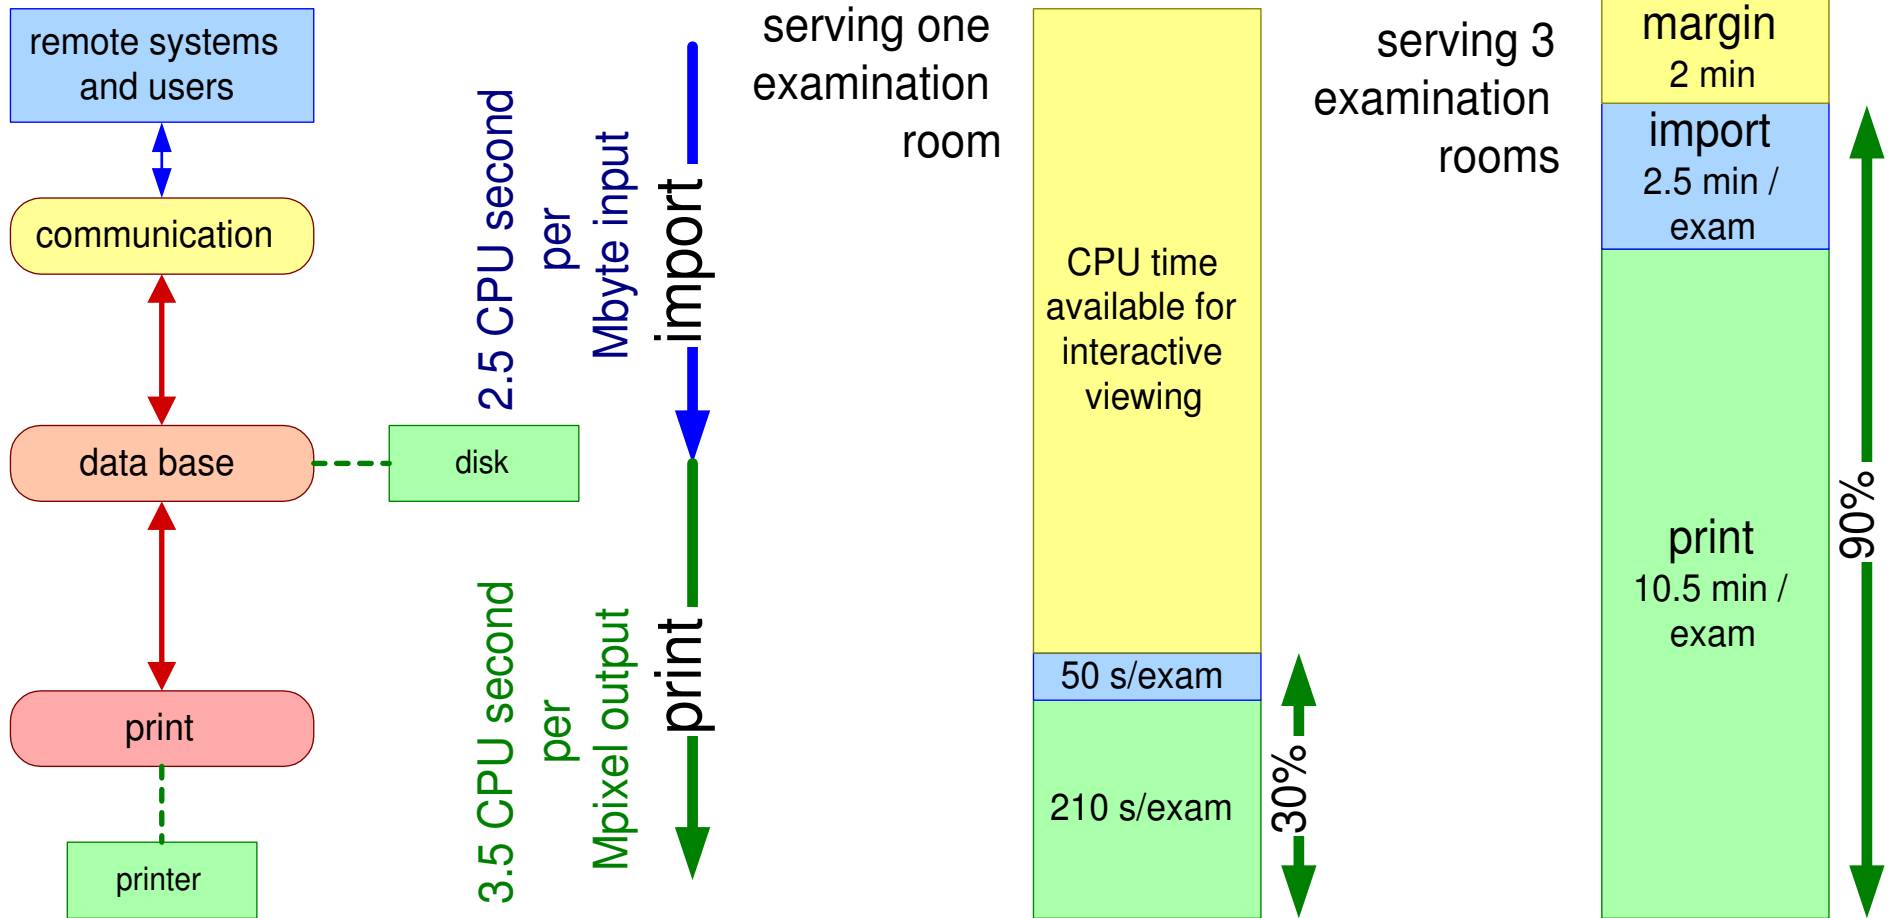 remote systems
and users
communication
data base
disk
print
printer
2.5 CPU second
per
Mbyte input
import
3.5 CPU second
per
Mpixel output
print
serving one
examination
room
CPU time
available for
interactive
viewing
50 s/exam
210 s/exam
30%
serving 3
examination
rooms
margin
2 min
import
2.5 min /
exam
print
10.5 min /
exam
90%